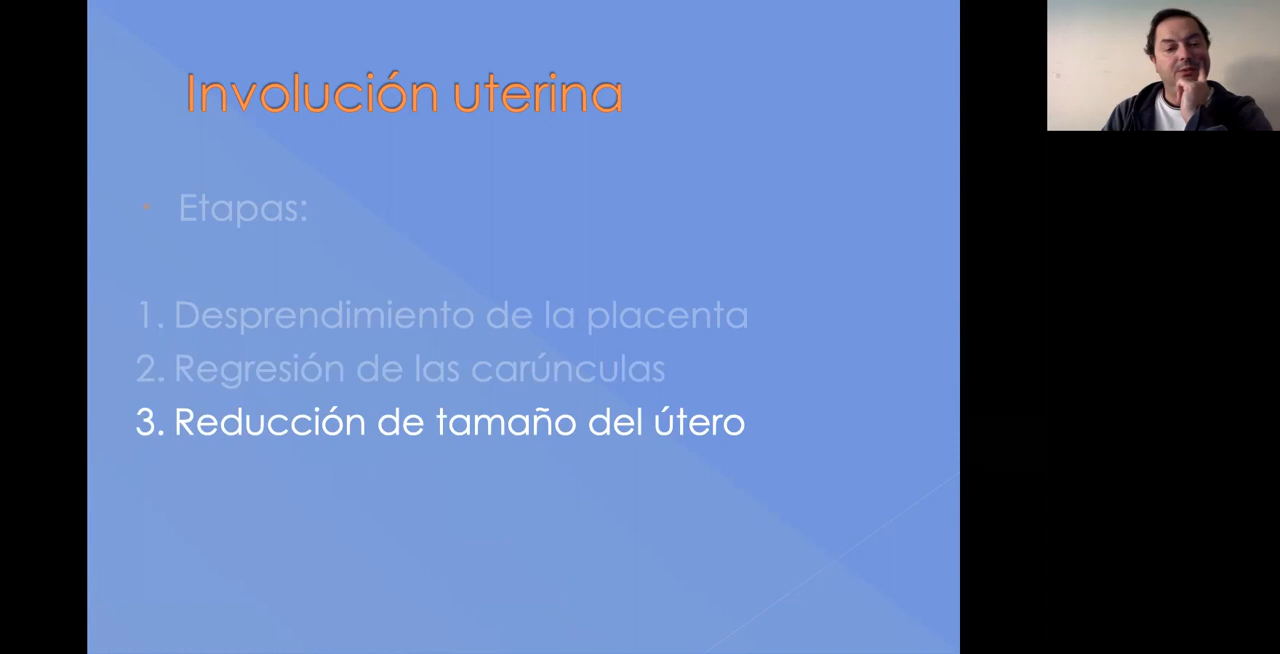 Involución uterina
Etapas:
1. Desprendimiento de la placenta
2. Regresión de las carúnculas
3. Reducción de tamaño del útero